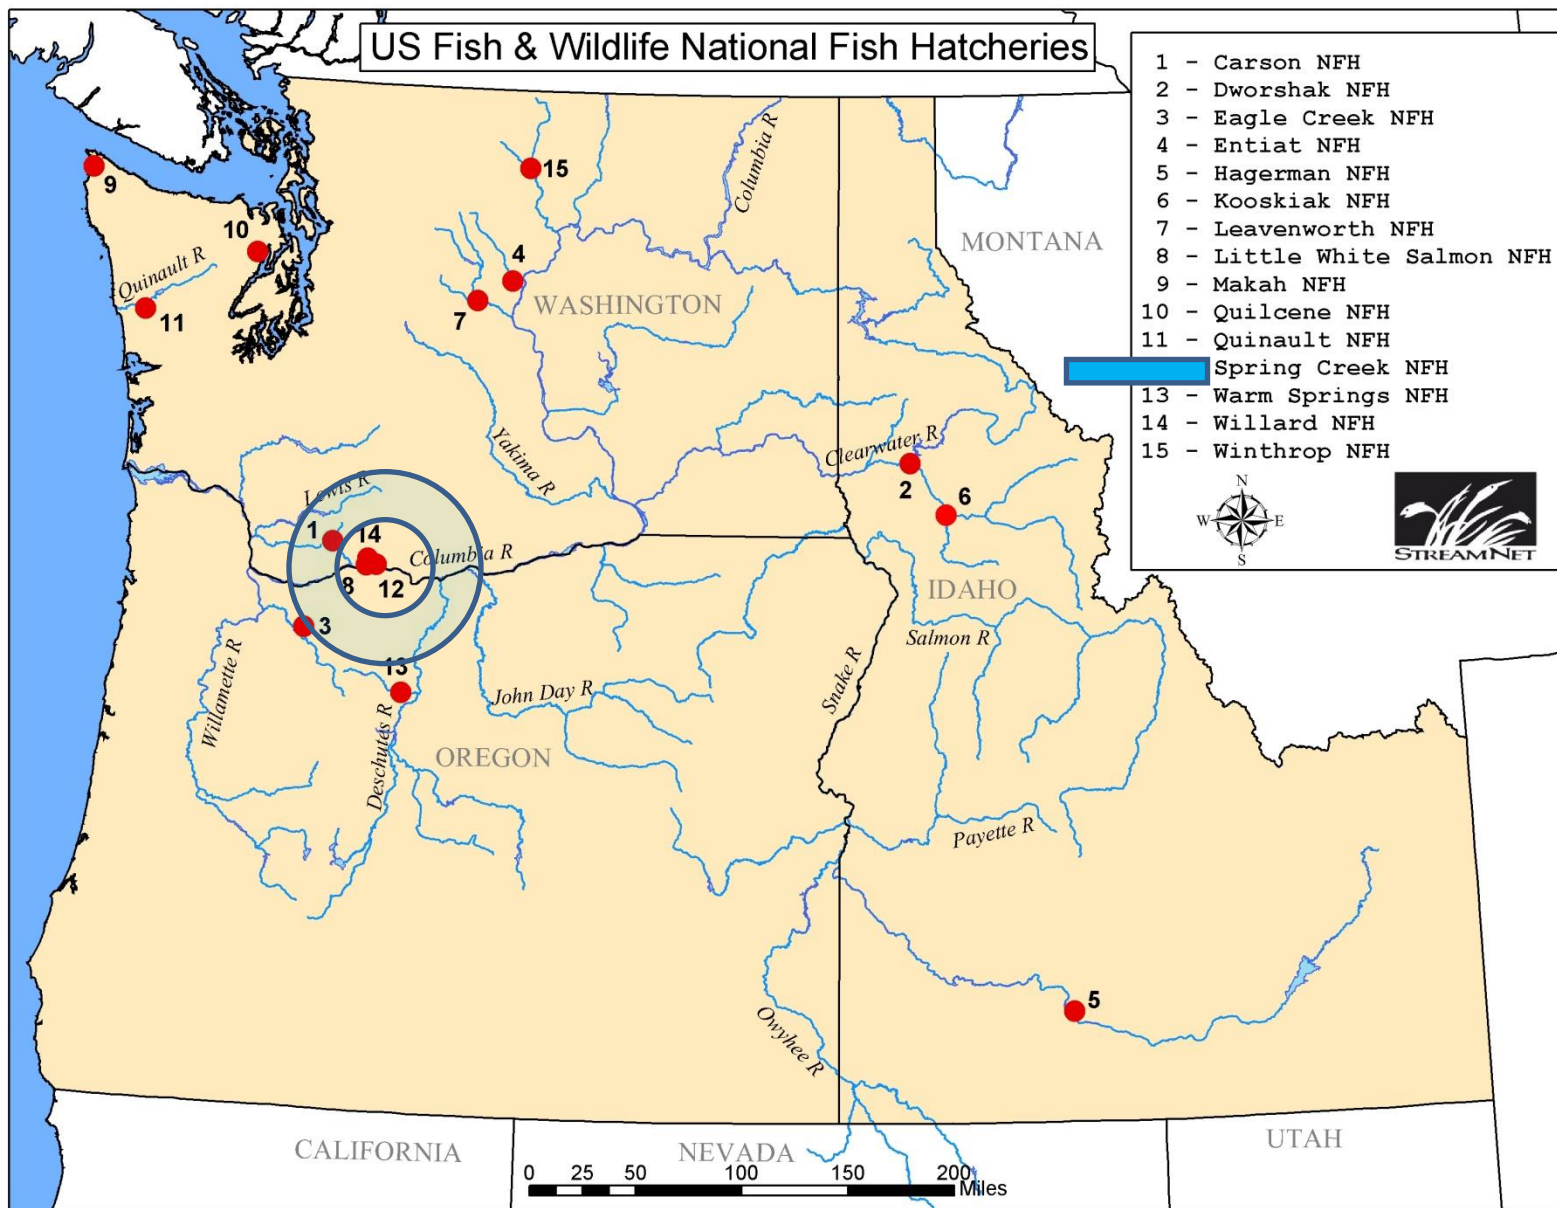 US Fish & Wildlife National Fish Hatcheries
1 - Carson NFH
2 - Dworshak NFH
3 - Eagle Creek NFH
4 - Entiat NFH
5 - Hagerman NFH
6 - Kooskiak NFH
7 - Leavenworth NFH
8 - Little White Salmon NFH
9 - Makah NFH
10 - Quilcene NFH
11 - Quinault NFH
Spring Creek NFH
13 - Warm Springs NFH
14 - Willard NFH
15 - Winthrop NFH
N
W E
S
STREAMNET
9
15
Columbia R
10
MONTANA
Quinault R
4
WASHINGTON
11
7
Yakima R
Clearwater R
2
6
Lewis R
1
14
Columbia R
8
12
IDAHO
3
Salmon R
Willamette R
13
John Day R
Snake R
Deschutes R
OREGON
Payette R
5
Owyhee R
CALIFORNIA
NEVADA
UTAH
0 25 50 100 150 200
Miles